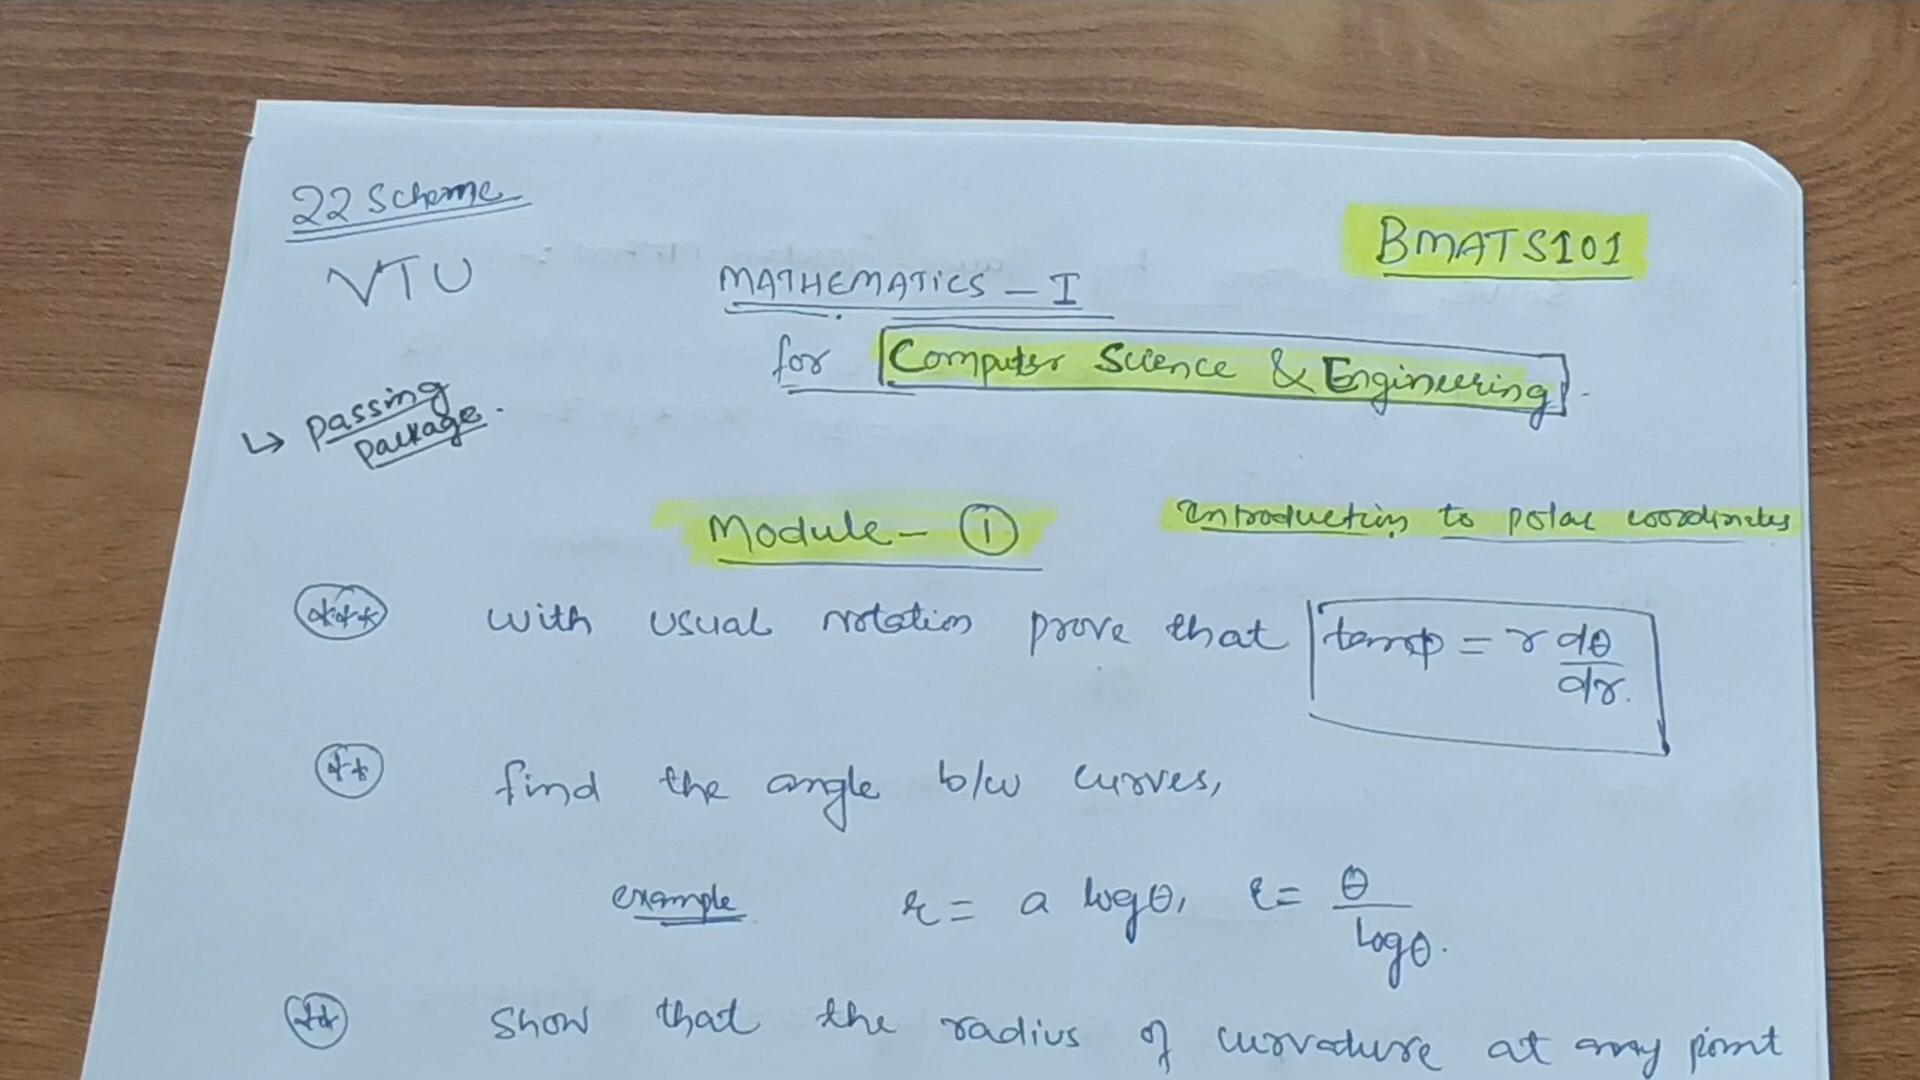 22 Scheme
BMATS101
VTU
MATHEMATICS - I
for Computer Science & Engineering.
↳ Passing
package.
Module - ①
Introduction to polar coordinates
*** with usual notation prove that tanφ = r dθ/dr.
** find the angle b/w curves,
example r = a logθ, r = θ/logθ.
** Show that the radius of curvature at any point